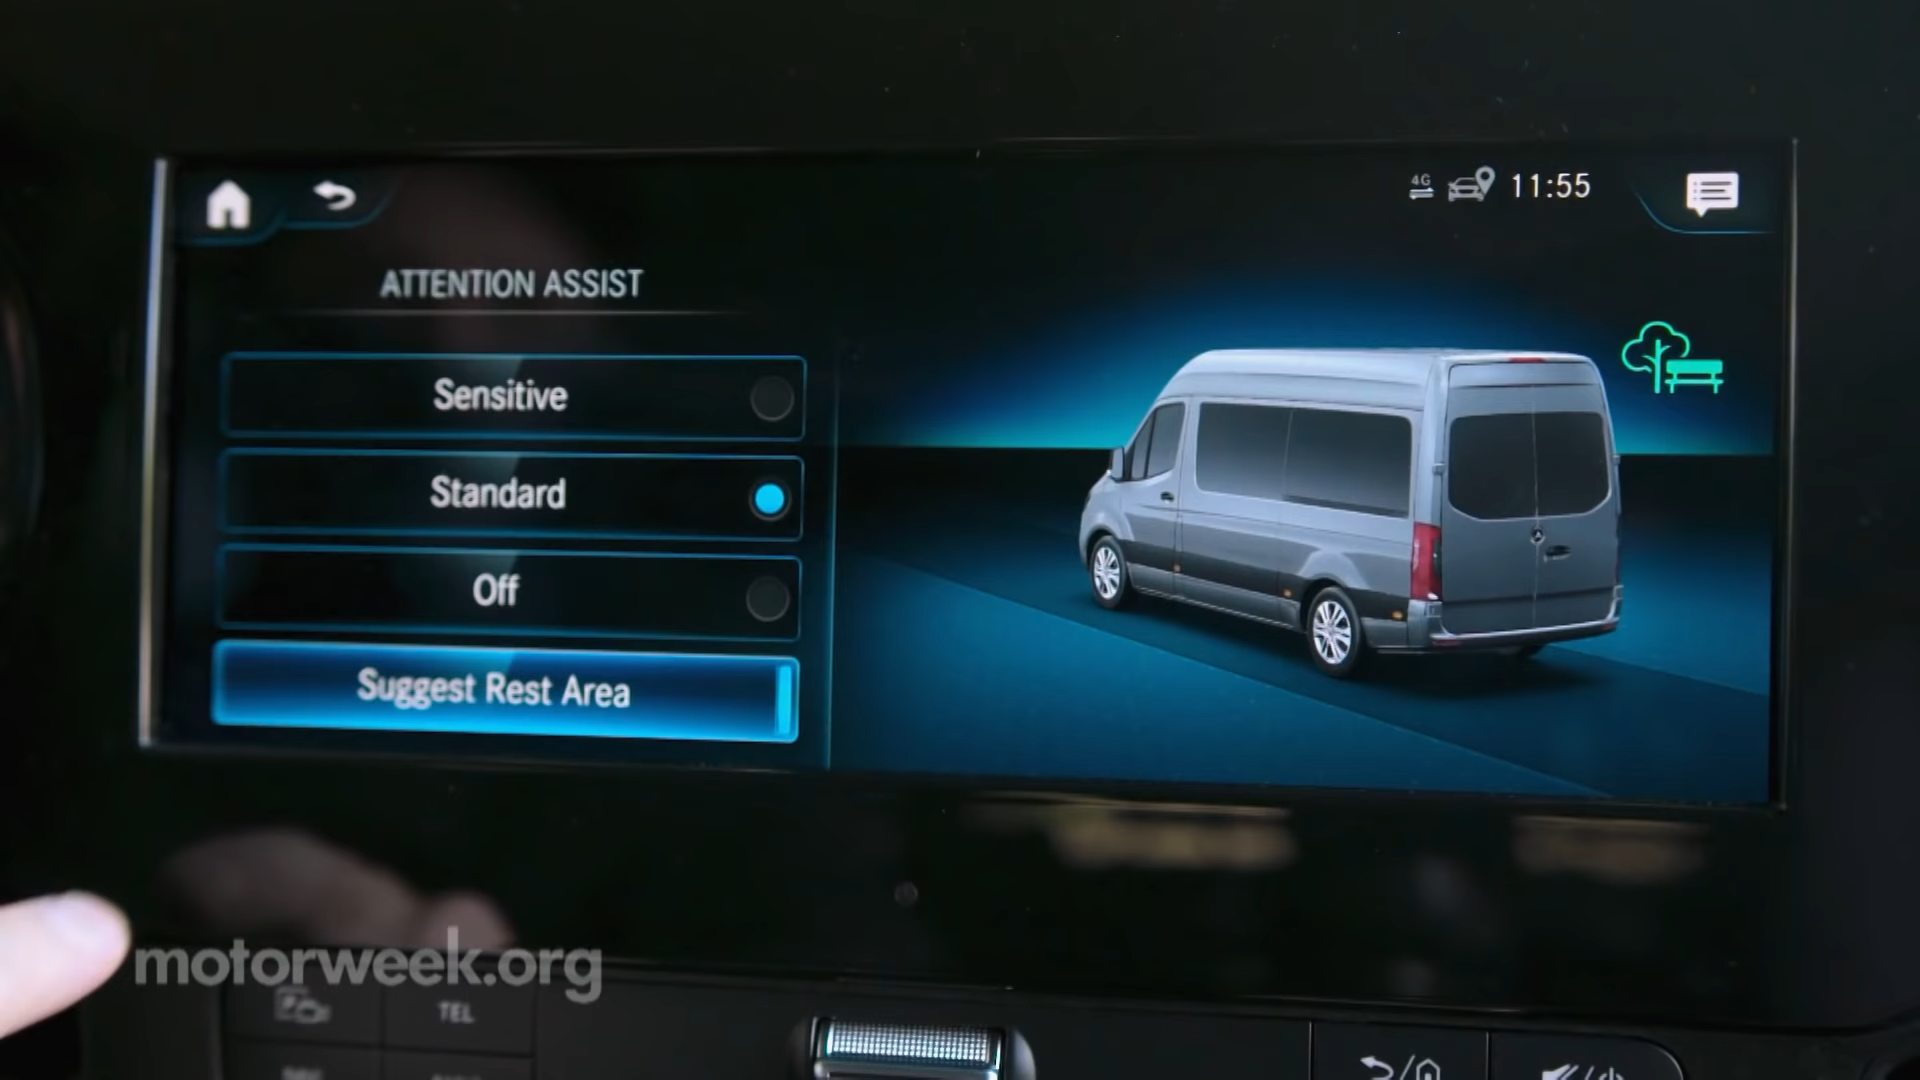 4G 11:55
ATTENTION ASSIST
Sensitive
Standard
Off
Suggest Rest Area
motorweek.org
TEL